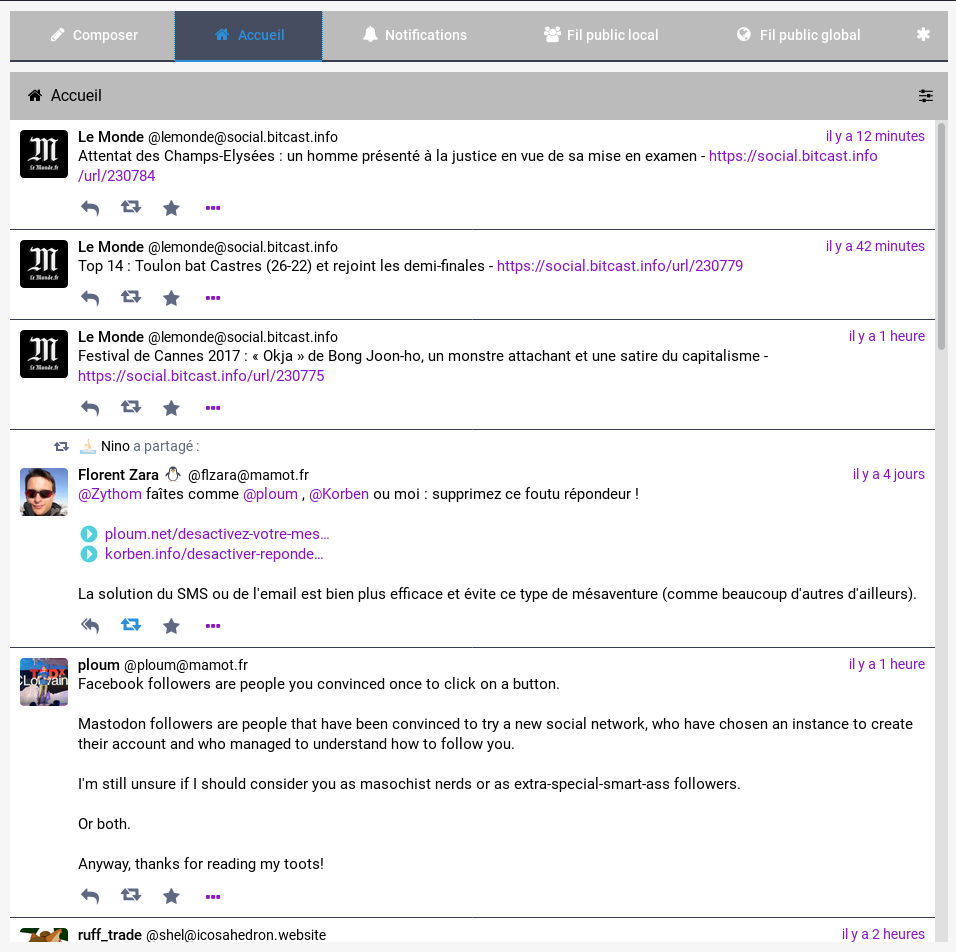 Composer Accueil Notifications Fil public local Fil public global
Accueil
Le Monde @lemonde@social.bitcast.info il y a 12 minutes
Attentat des Champs-Elysées : un homme présenté à la justice en vue de sa mise en examen - https://social.bitcast.info
/url/230784
Le Monde @lemonde@social.bitcast.info il y a 42 minutes
Top 14 : Toulon bat Castres (26-22) et rejoint les demi-finales - https://social.bitcast.info/url/230779
Le Monde @lemonde@social.bitcast.info il y a 1 heure
Festival de Cannes 2017 : « Okja » de Bong Joon-ho, un monstre attachant et une satire du capitalisme -
https://social.bitcast.info/url/230775
Nino a partagé :
Florent Zara @flzara@mamot.fr il y a 4 jours
@Zythom faîtes comme @ploum , @Korben ou moi : supprimez ce foutu répondeur !
ploum.net/desactivez-votre-mes…
korben.info/desactiver-reponde…
La solution du SMS ou de l'email est bien plus efficace et évite ce type de mésaventure (comme beaucoup d'autres d'ailleurs).
ploum @ploum@mamot.fr il y a 1 heure
Facebook followers are people you convinced once to click on a button.
Mastodon followers are people that have been convinced to try a new social network, who have chosen an instance to create
their account and who managed to understand how to follow you.
I'm still unsure if I should consider you as masochist nerds or as extra-special-smart-ass followers.
Or both.
Anyway, thanks for reading my toots!
ruff_trade @shel@icosahedron.website il y a 2 heures